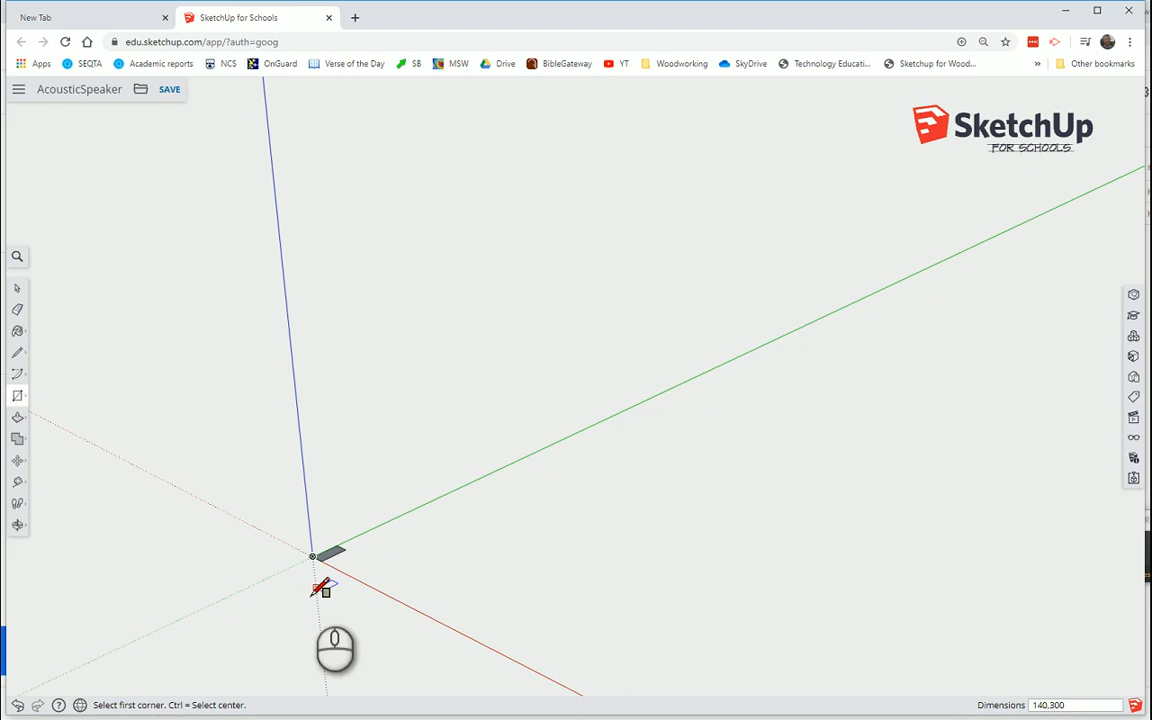 New Tab
SketchUp for Schools
edu.sketchup.com/app/?auth=goog
Apps SEQTA Academic reports NCS OnGuard Verse of the Day SB MSW Drive BibleGateway YT Woodworking SkyDrive Technology Educati... Sketchup for Wood... » Other bookmarks
AcousticSpeaker SAVE
SketchUp
FOR SCHOOLS
Select first corner. Ctrl = Select center. Dimensions 140,300